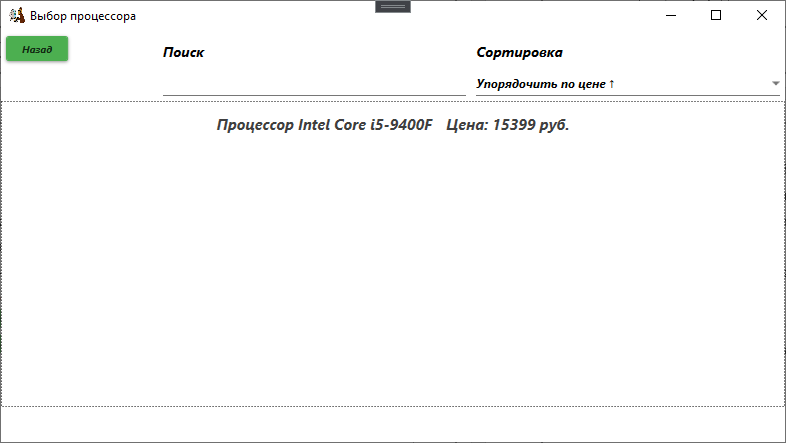 Выбор процессора
Назад
Поиск
Сортировка
Упорядочить по цене ↑
Процессор Intel Core i5-9400F Цена: 15399 руб.